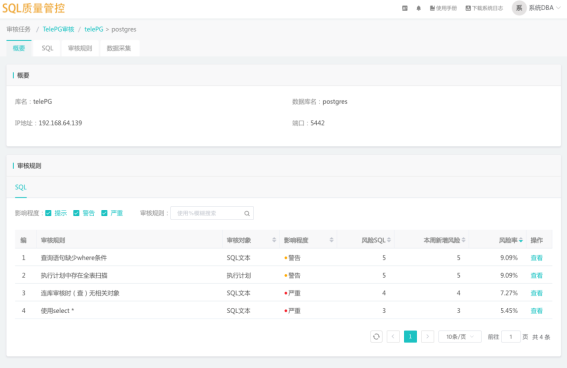 SQL质量管控
使用手册 下载系统日志 系 系统DBA
审核任务 / TelePG审核 / telePG > postgres
概要 SQL 审核规则 数据采集
概要
库名：telePG 数据库名：postgres
IP地址：192.168.64.139 端口：5442
审核规则
SQL
影响程度： 提示 警告 严重 审核规则： 使用%模糊搜索
编 审核规则 审核对象 影响程度 风险SQL 本周新增风险 风险率 操作
1 查询语句缺少where条件 SQL文本 警告 5 5 9.09% 查看
2 执行计划中存在全表扫描 执行计划 警告 5 5 9.09% 查看
3 连库审核时（查）无相关对象 SQL文本 严重 4 4 7.27% 查看
4 使用select * SQL文本 严重 3 3 5.45% 查看
1 10条/页 前往 1 页 共 4 条